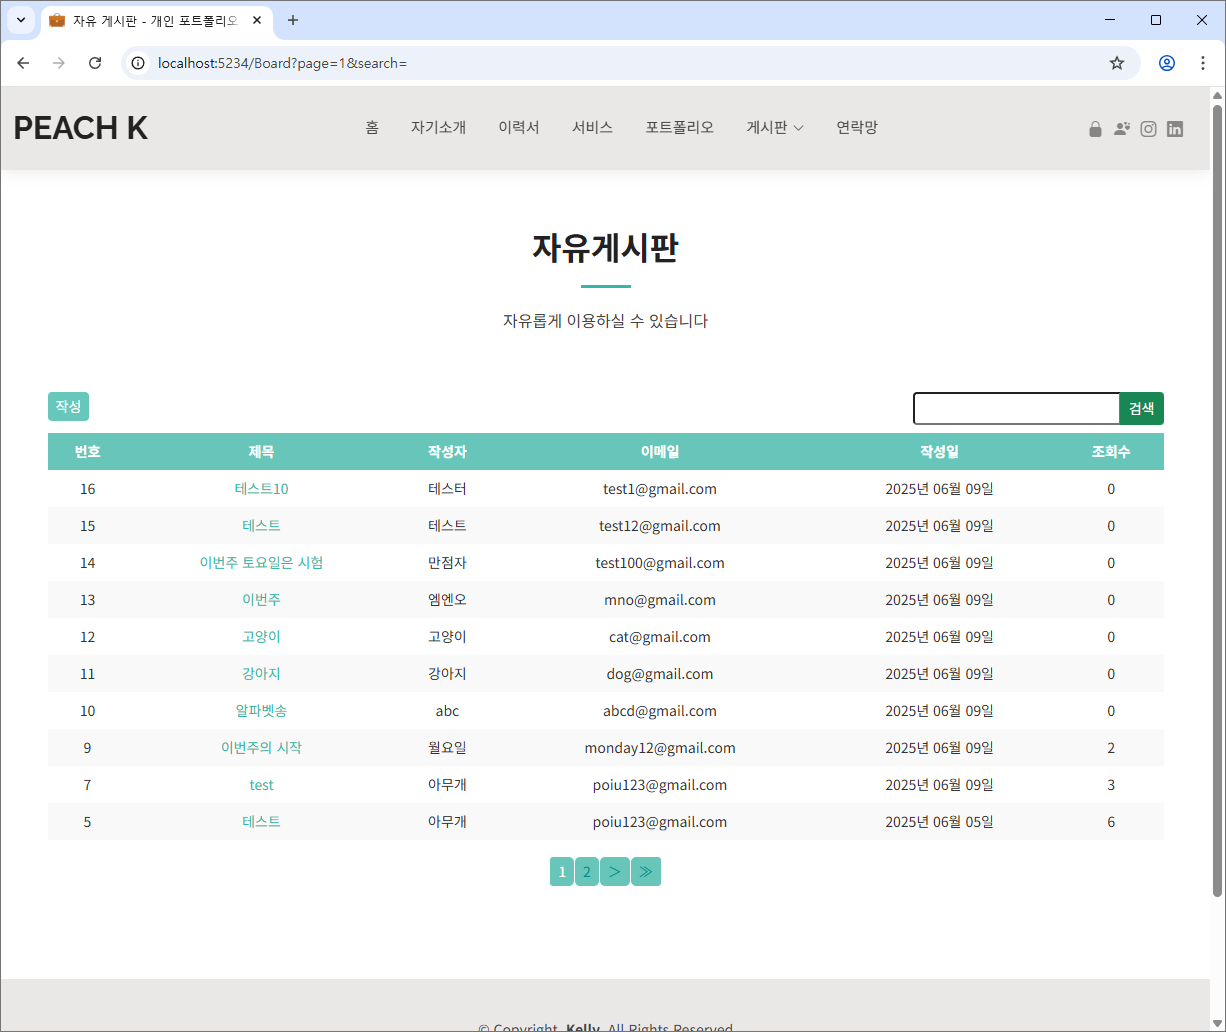 자유 게시판 - 개인 포트폴리오
localhost:5234/Board?page=1&search=
PEACH K 홈 자기소개 이력서 서비스 포트폴리오 게시판 연락망
자유게시판
자유롭게 이용하실 수 있습니다
작성 검색
번호 제목 작성자 이메일 작성일 조회수
16 테스트10 테스터 test1@gmail.com 2025년 06월 09일 0
15 테스트 테스트 test12@gmail.com 2025년 06월 09일 0
14 이번주 토요일은 시험 만점자 test100@gmail.com 2025년 06월 09일 0
13 이번주 엠엔오 mno@gmail.com 2025년 06월 09일 0
12 고양이 고양이 cat@gmail.com 2025년 06월 09일 0
11 강아지 강아지 dog@gmail.com 2025년 06월 09일 0
10 알파벳송 abc abcd@gmail.com 2025년 06월 09일 0
9 이번주의 시작 월요일 monday12@gmail.com 2025년 06월 09일 2
7 test 아무개 poiu123@gmail.com 2025년 06월 09일 3
5 테스트 아무개 poiu123@gmail.com 2025년 06월 05일 6
1 2 > ≫
© Copyright Kelly All Rights Reserved